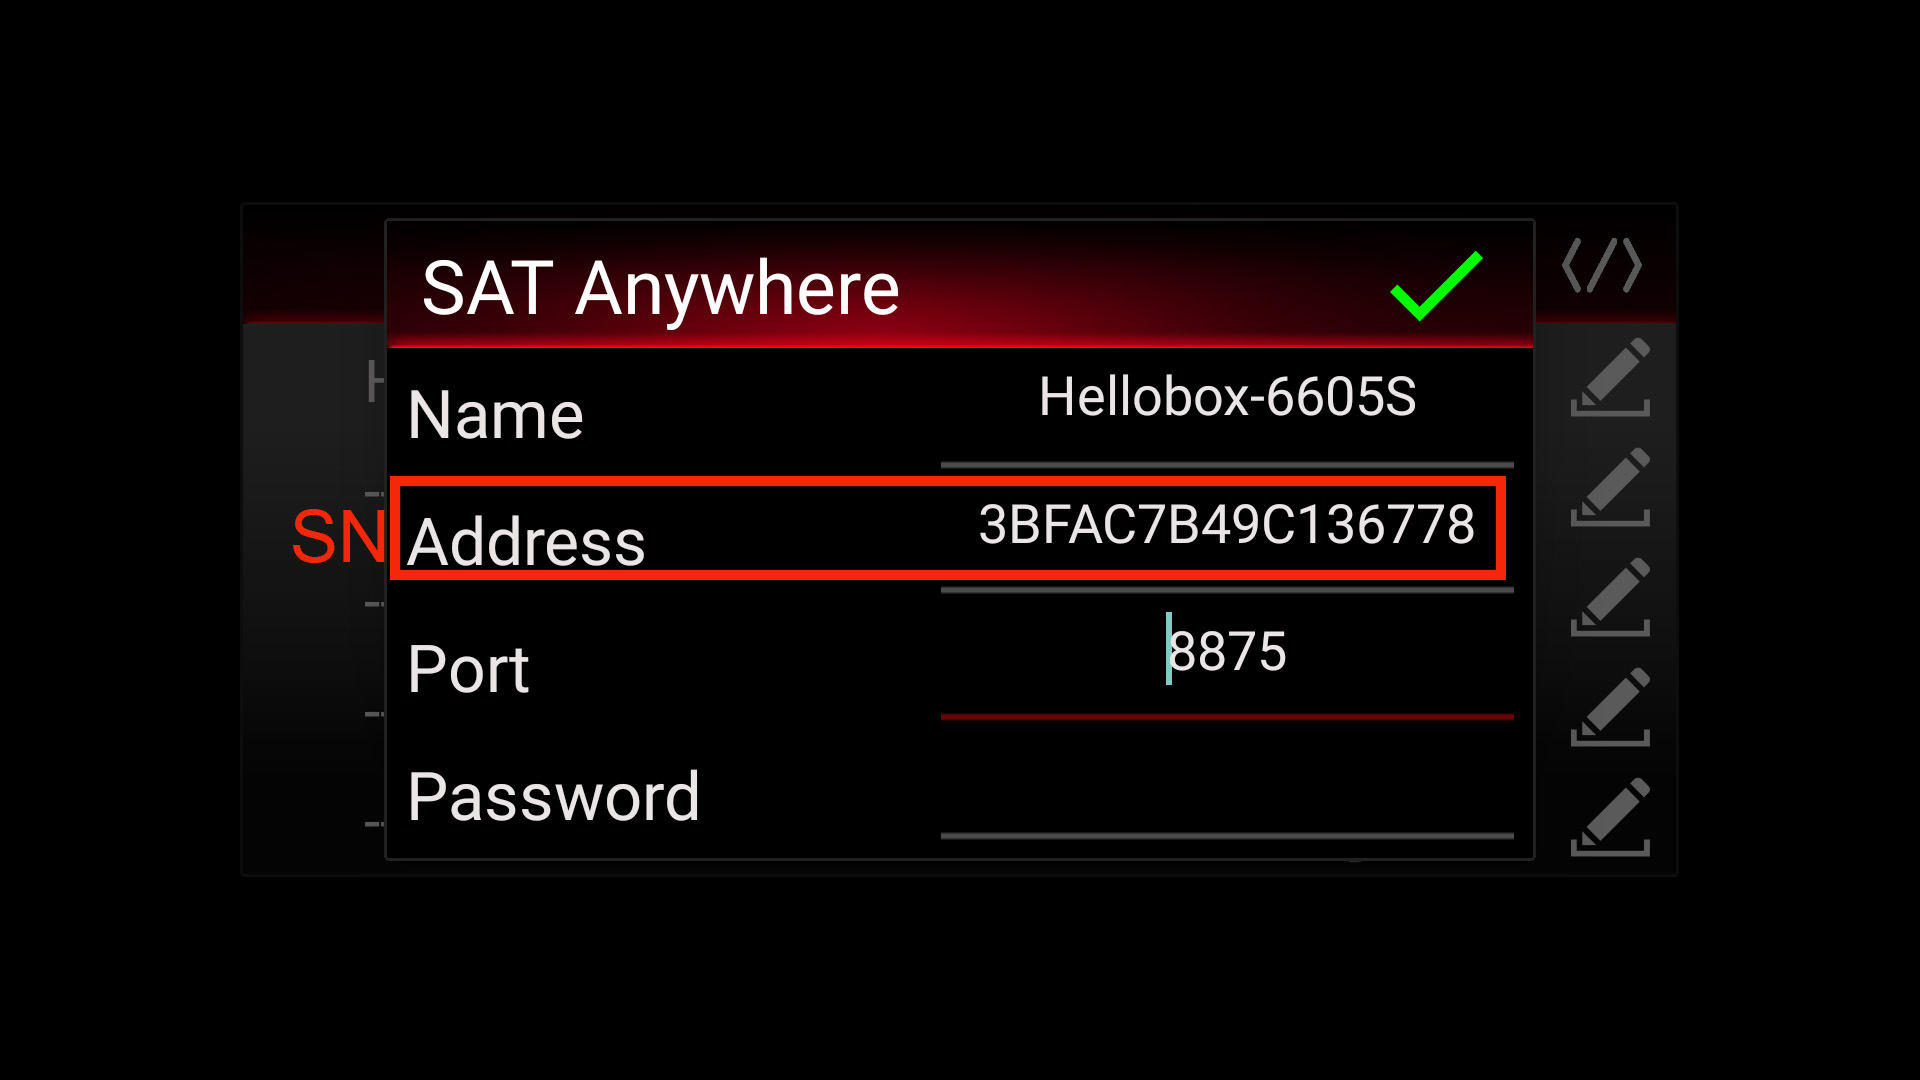 SAT Anywhere
Name Hellobox-6605S
SN Address 3BFAC7B49C136778
Port 8875
Password